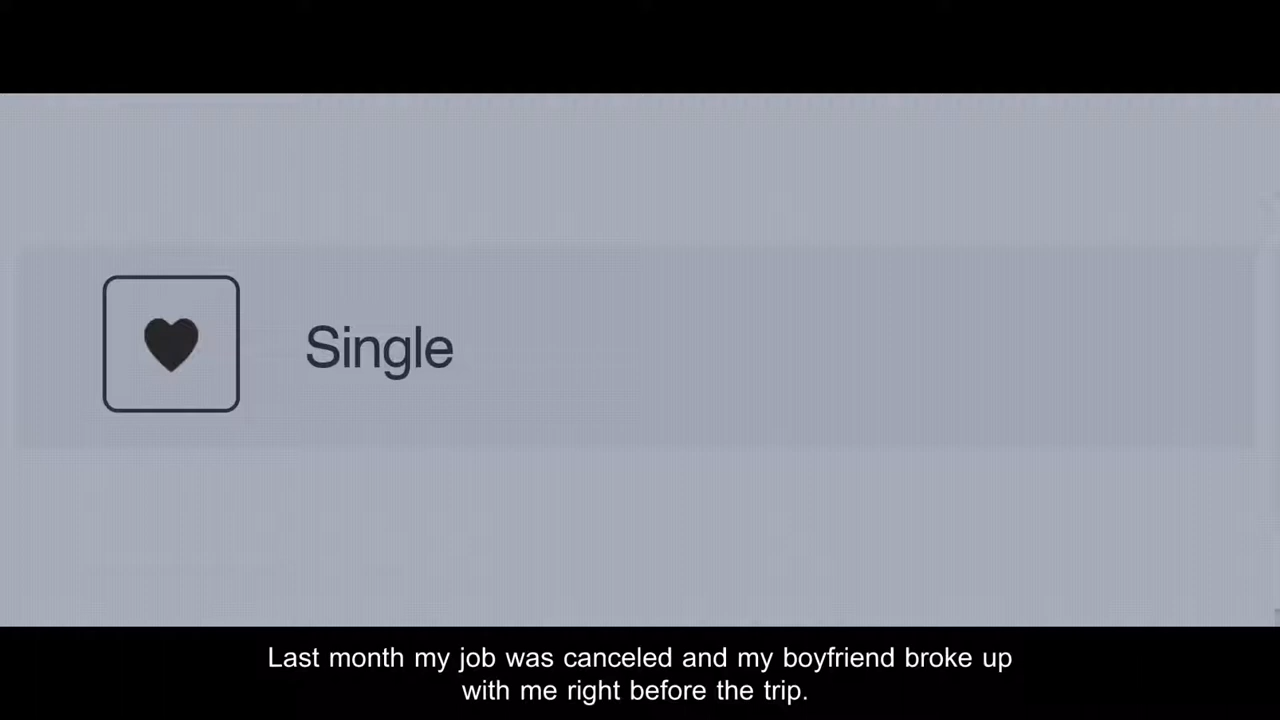 Single
Last month my job was canceled and my boyfriend broke up
with me right before the trip.